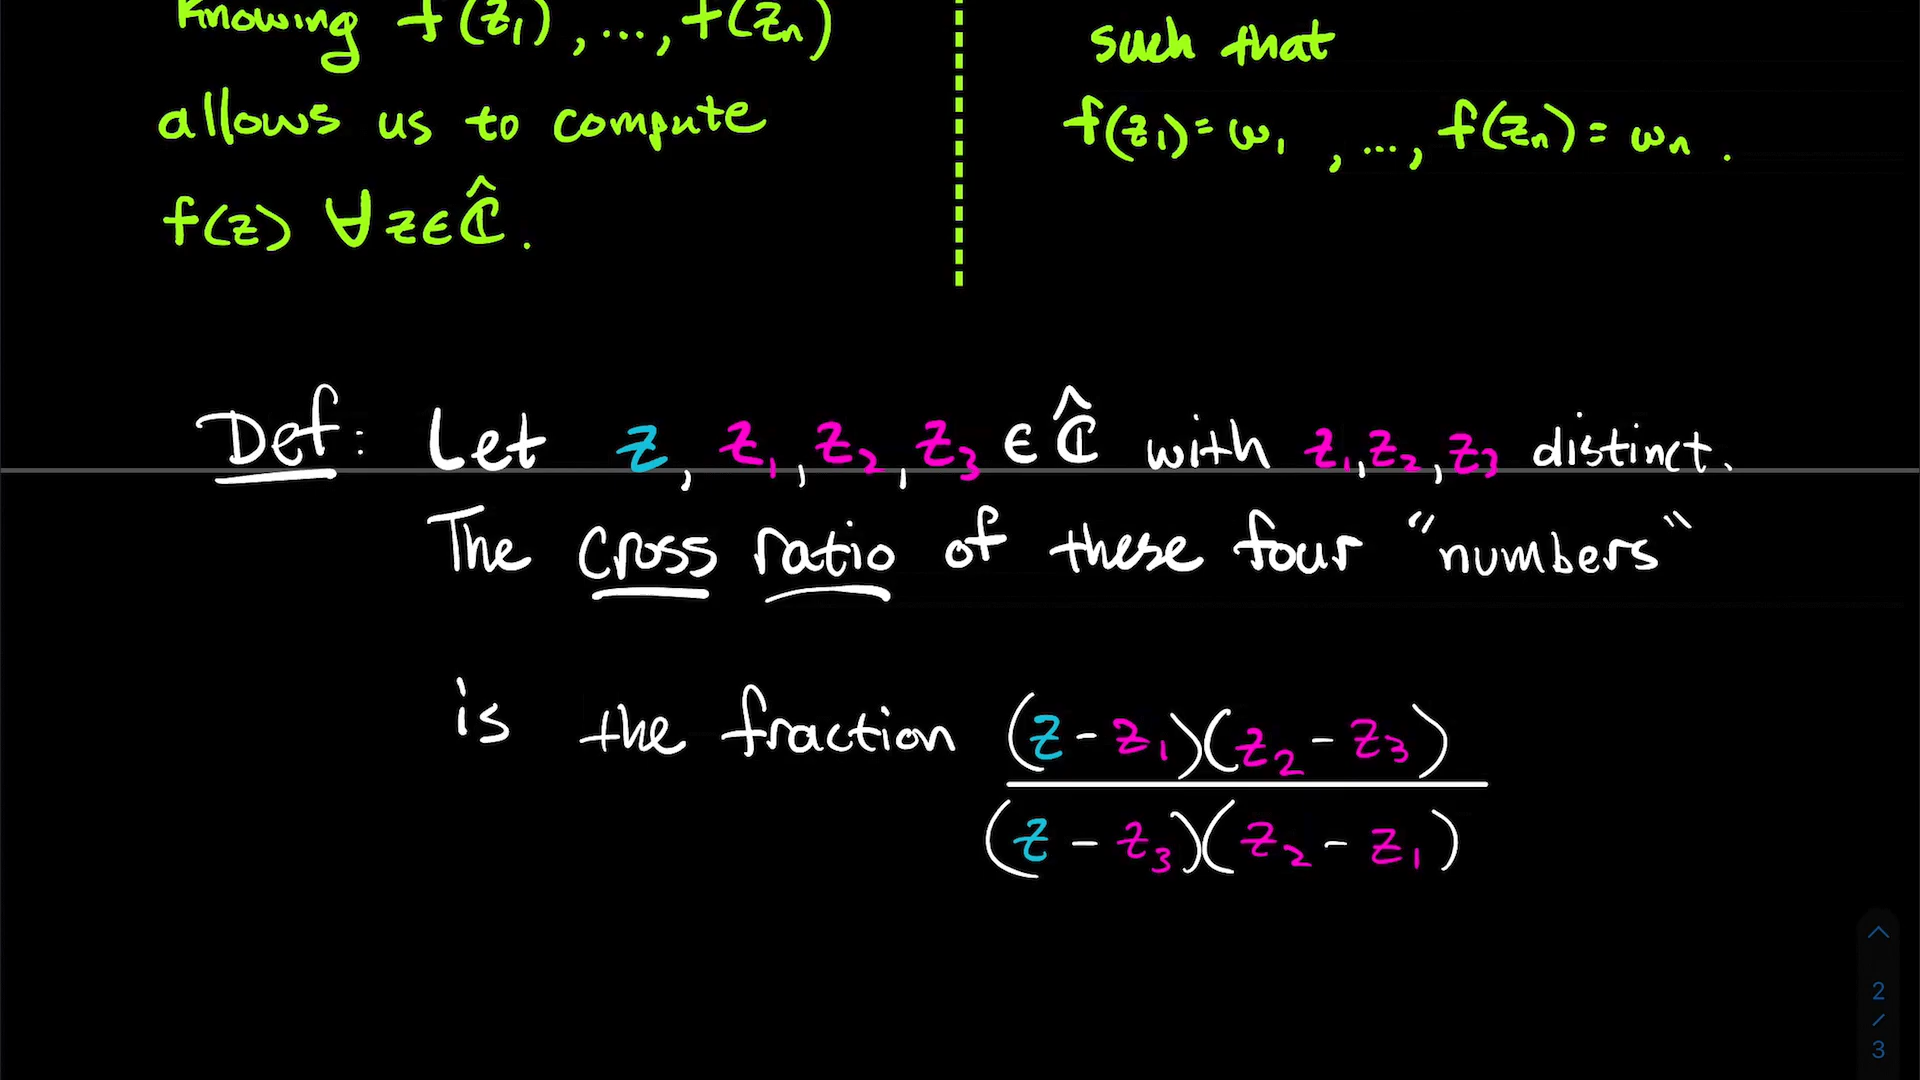 Knowing f(z₁),...,f(zₙ)
allows us to compute
f(z) ∀z∈Ĉ.
such that
f(z₁)=ω₁,...,f(zₙ)=ωₙ.
Def: Let z, z₁, z₂, z₃ ∈ Ĉ with z₁,z₂,z₃ distinct.
The cross ratio of these four "numbers"
is the fraction (z-z₁)(z₂-z₃)
(z-z₃)(z₂-z₁)
2
/
3